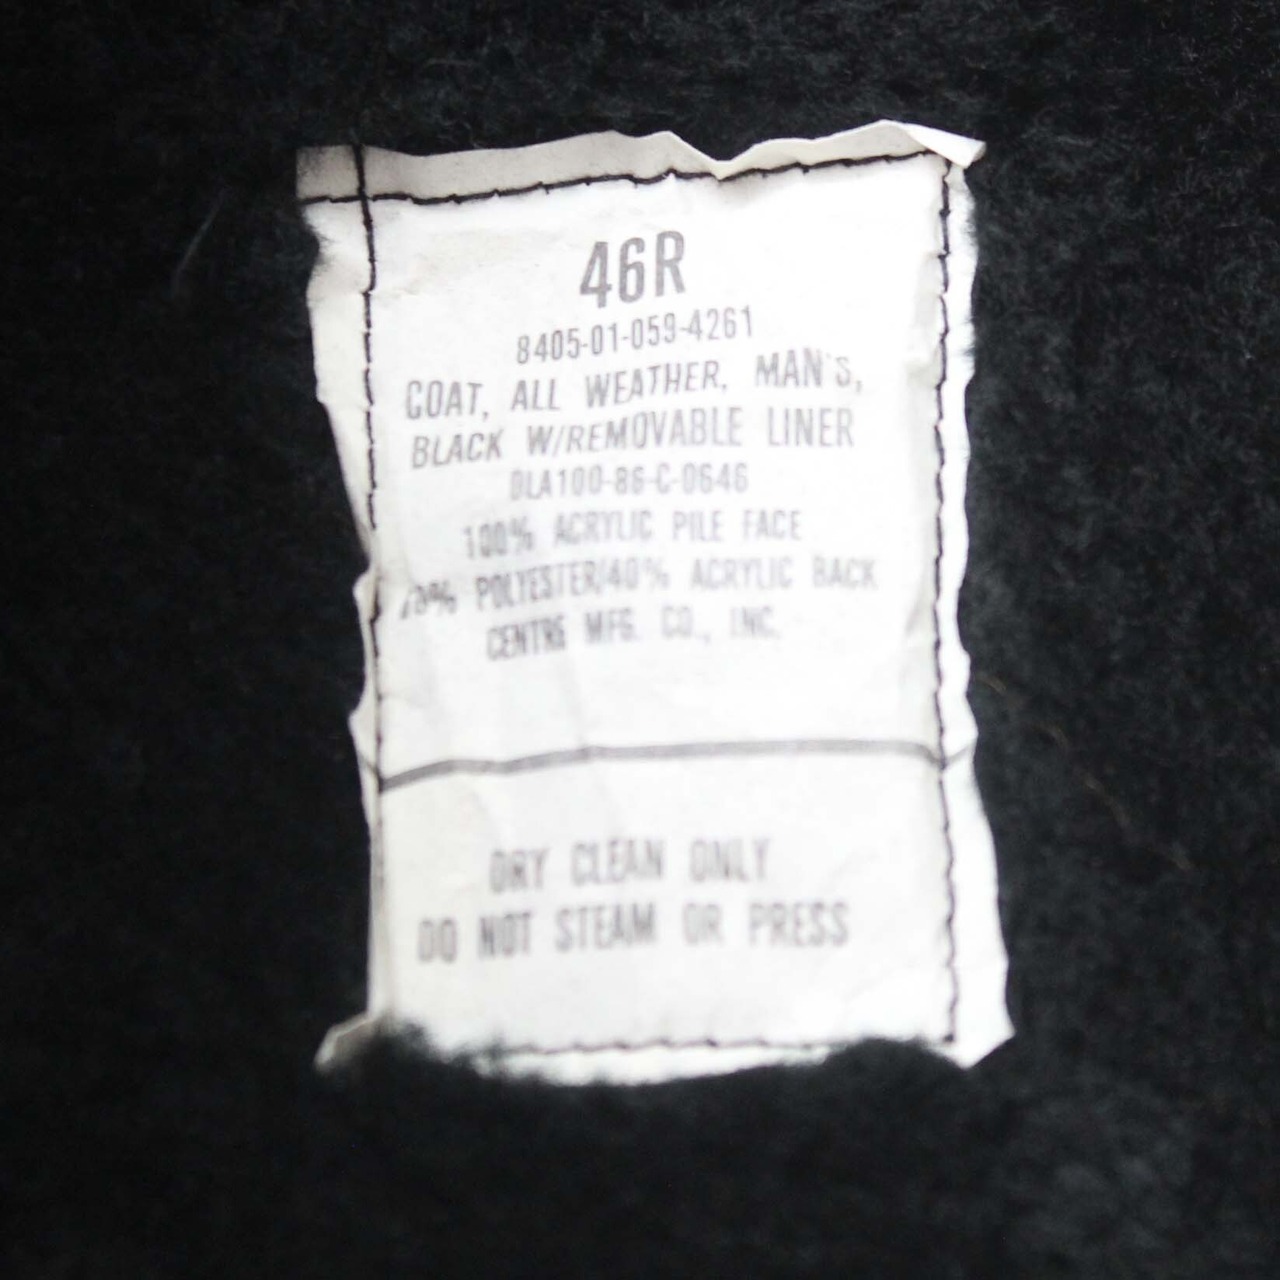 46R
8405-01-059-4261
COAT, ALL WEATHER, MAN'S,
BLACK W/REMOVABLE LINER
DLA100-86-C-0646
100% ACRYLIC PILE FACE
POLYESTER/40% ACRYLIC BACK
CENTRE MFG. CO., INC.
DRY CLEAN ONLY
DO NOT STEAM OR PRESS